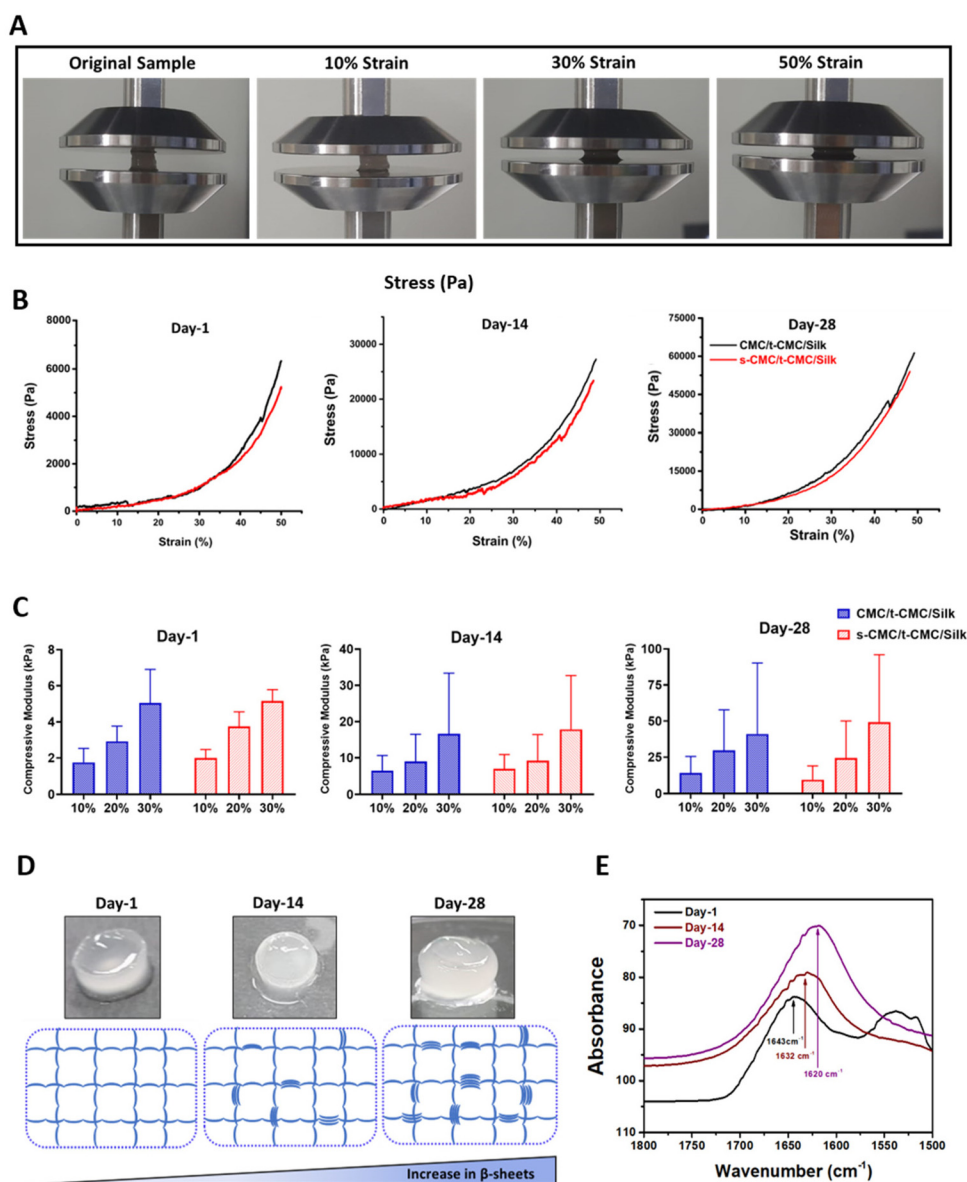 A
Original Sample
10% Strain
30% Strain
50% Strain
B
Stress (Pa)
Day-1
Stress (Pa)
8000
6000
4000
2000
0
0
10
20
30
40
50
Strain (%)
Day-14
Stress (Pa)
30000
25000
20000
15000
10000
5000
0
0
10
20
30
40
50
Strain (%)
Day-28
CMC/t-CMC/Silk
s-CMC/t-CMC/Silk
Stress (Pa)
75000
60000
45000
30000
15000
0
0
10
20
30
40
50
Strain (%)
C
CMC/t-CMC/Silk
s-CMC/t-CMC/Silk
Day-1
Compressive Modulus (kPa)
8
6
4
2
0
10% 20% 30%
10% 20% 30%
Day-14
Compressive Modulus (kPa)
40
30
20
10
0
10% 20% 30%
10% 20% 30%
Day-28
Compressive Modulus (kPa)
100
75
50
25
0
10% 20% 30%
10% 20% 30%
D
Day-1
Day-14
Day-28
Increase in β-sheets
E
Day-1
Day-14
Day-28
Absorbance
70
80
90
100
110
1643cm-1
1632 cm-1
1620 cm-1
1800
1700
1600
1500
Wavenumber (cm-1)